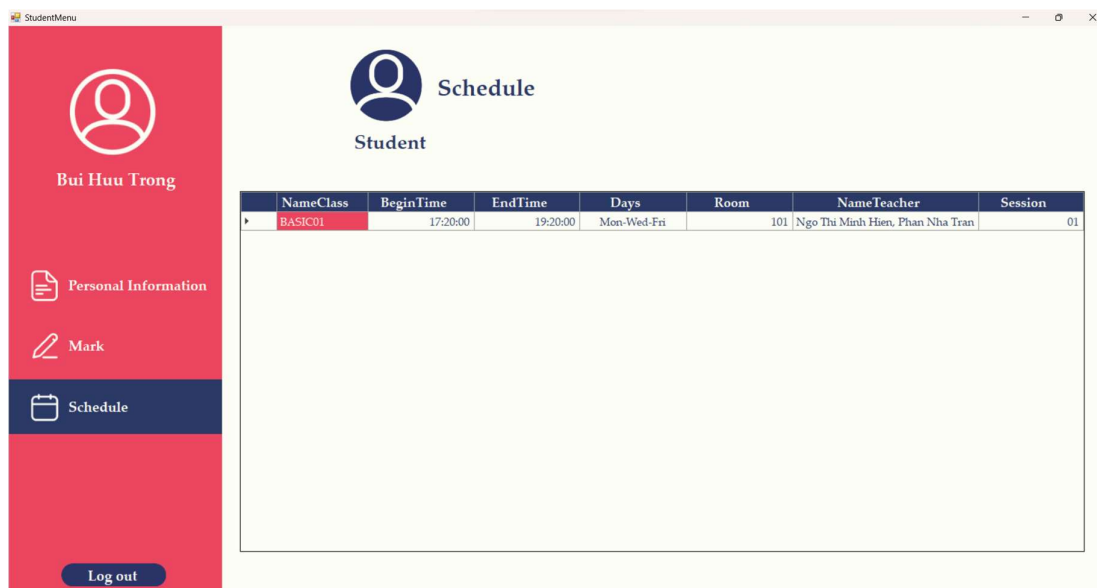 StudentMenu
Bui Huu Trong
Personal Information
Mark
Schedule
Log out
Schedule
Student
NameClass BeginTime EndTime Days Room NameTeacher Session
BASIC01 17:20:00 19:20:00 Mon-Wed-Fri 101 Ngo Thi Minh Hien, Phan Nha Tran 01